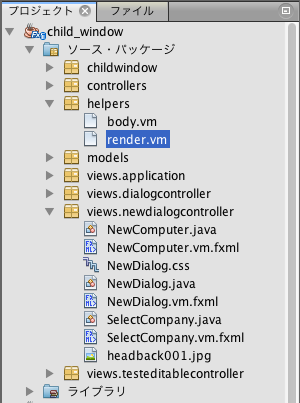 プロジェクト ファイル
child_window
ソース・パッケージ
childwindow
controllers
helpers
body.vm
render.vm
models
views.application
views.dialogcontroller
views.newdialogcontroller
NewComputer.java
NewComputer.vm.fxml
NewDialog.css
NewDialog.java
NewDialog.vm.fxml
SelectCompany.java
SelectCompany.vm.fxml
headback001.jpg
views.testeditablecontroller
ライブラリ